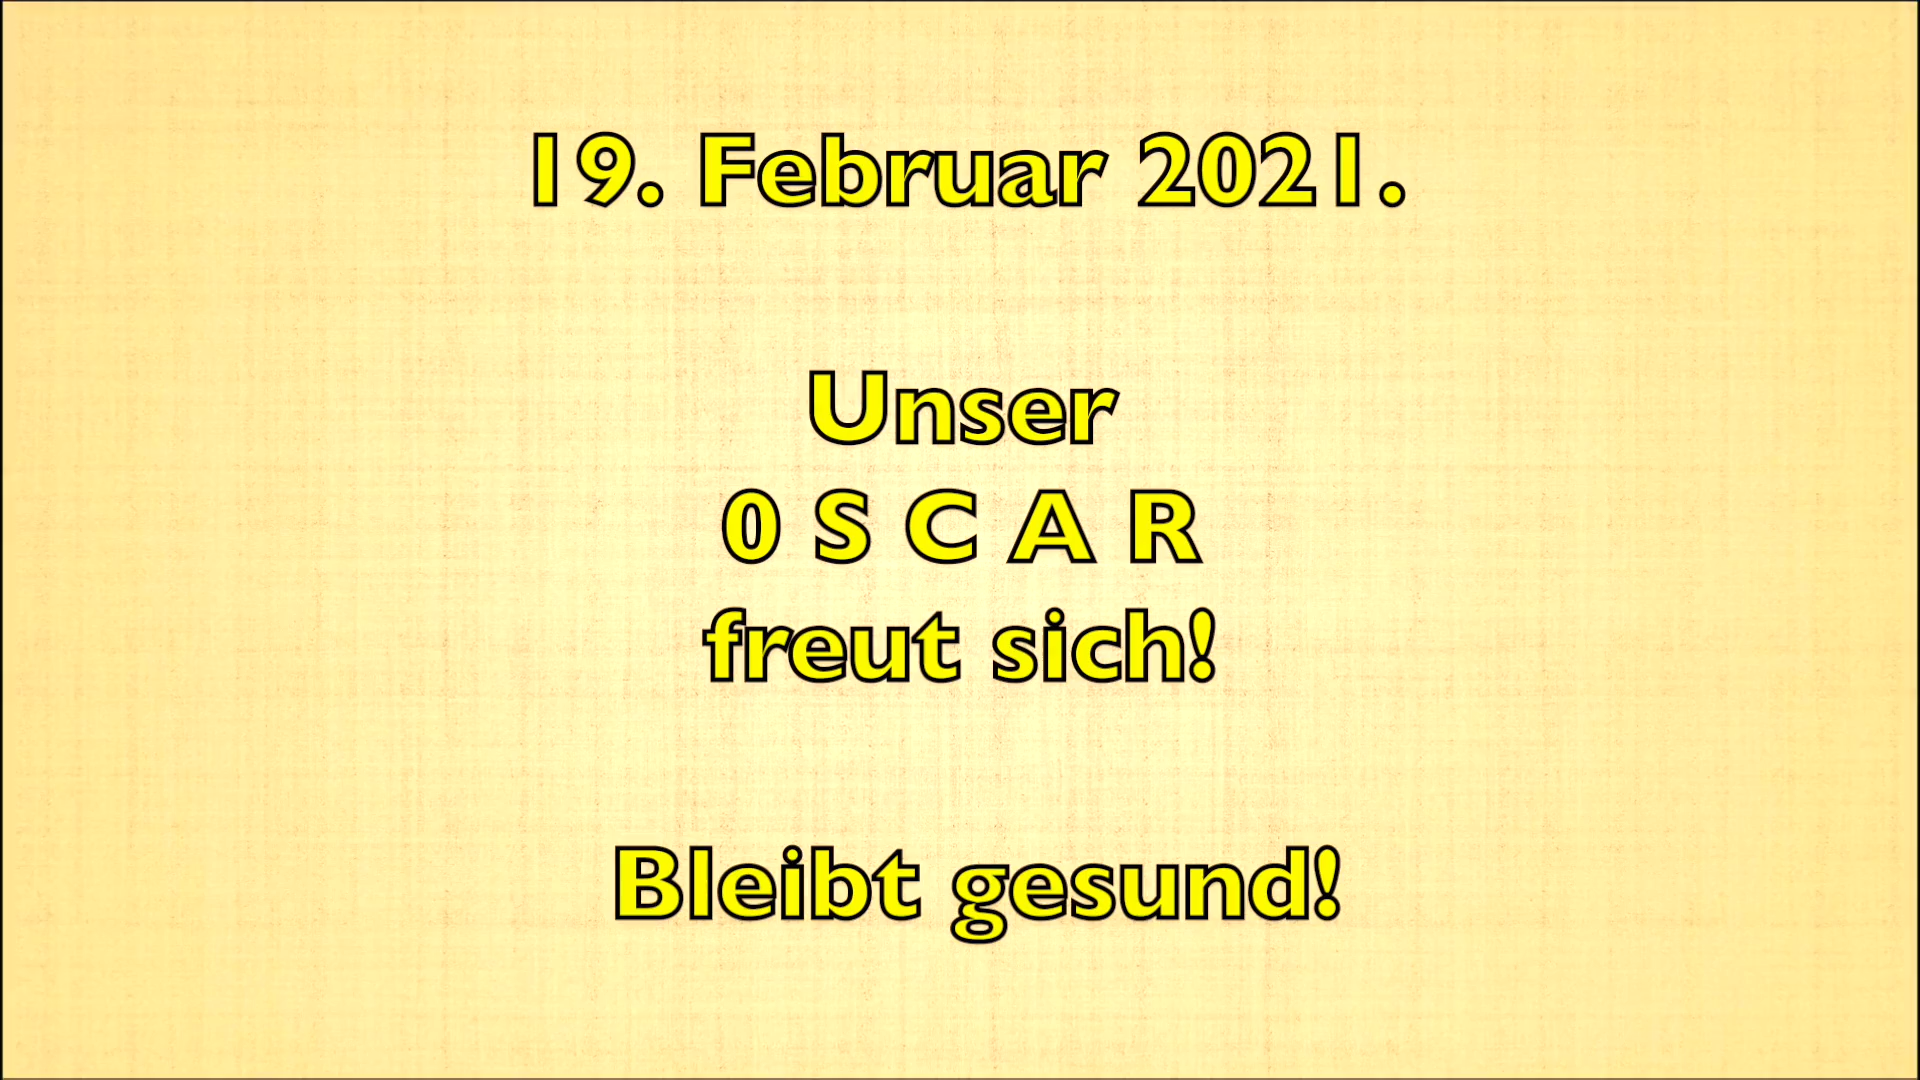 19. Februar 2021.
Unser
0 S C A R
freut sich!
Bleibt gesund!